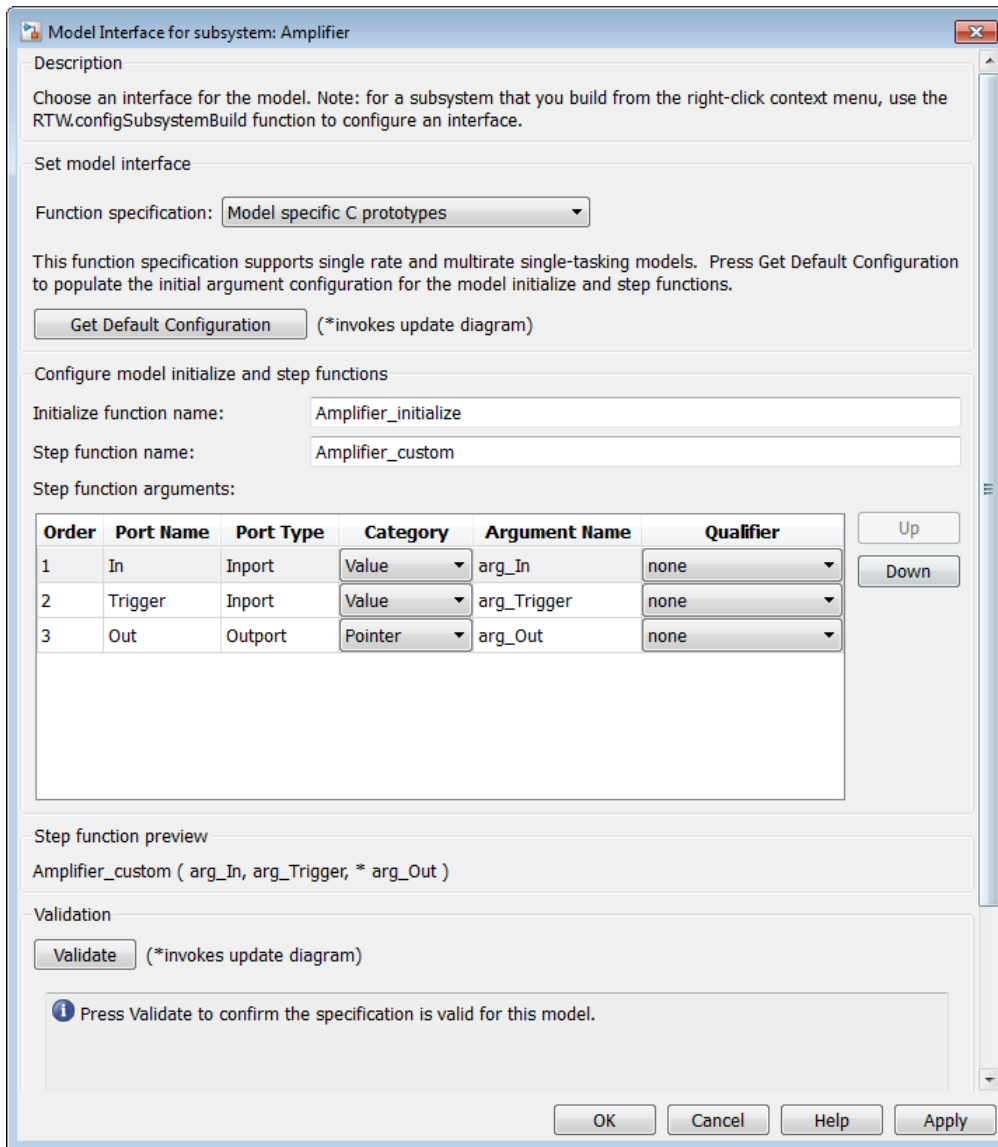 Model Interface for subsystem: Amplifier
Description
Choose an interface for the model. Note: for a subsystem that you build from the right-click context menu, use the
RTW.configSubsystemBuild function to configure an interface.
Set model interface
Function specification: Model specific C prototypes
This function specification supports single rate and multirate single-tasking models. Press Get Default Configuration
to populate the initial argument configuration for the model initialize and step functions.
Get Default Configuration (*invokes update diagram)
Configure model initialize and step functions
Initialize function name: Amplifier_initialize
Step function name: Amplifier_custom
Step function arguments:
Order Port Name Port Type Category Argument Name Qualifier Up
1 In Inport Value arg_In none Down
2 Trigger Inport Value arg_Trigger none
3 Out Outport Pointer arg_Out none
Step function preview
Amplifier_custom ( arg_In, arg_Trigger, * arg_Out )
Validation
Validate (*invokes update diagram)
Press Validate to confirm the specification is valid for this model.
OK Cancel Help Apply